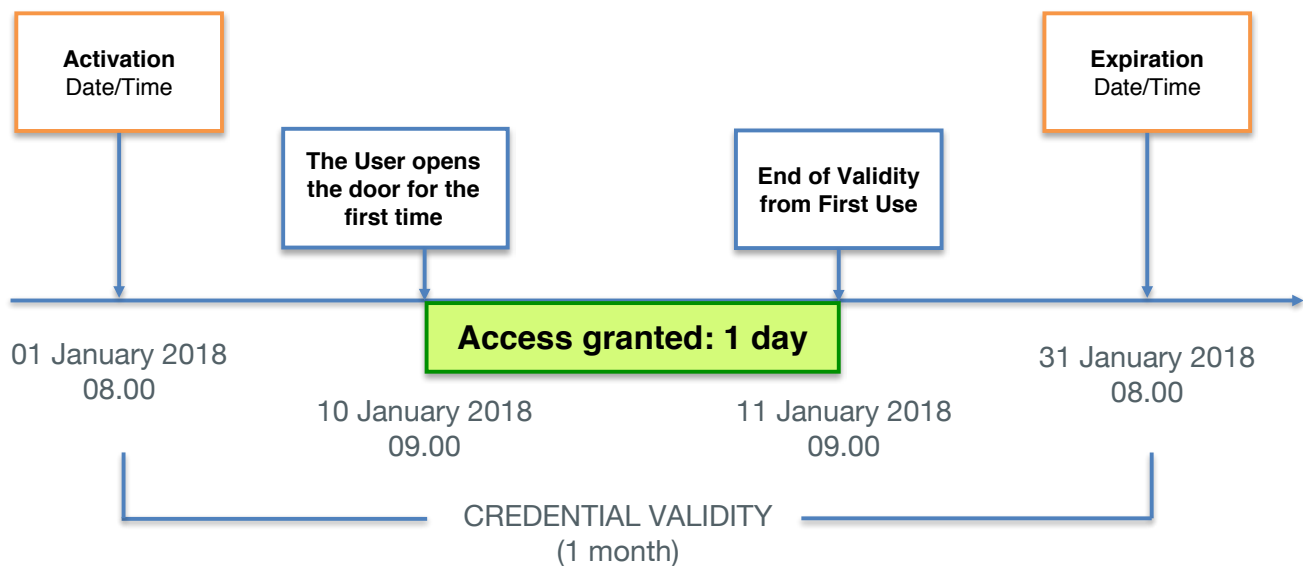 Activation
Date/Time
Expiration
Date/Time
The User opens
the door for the
first time
End of Validity
from First Use
Access granted: 1 day
01 January 2018
08.00
10 January 2018
09.00
11 January 2018
09.00
31 January 2018
08.00
CREDENTIAL VALIDITY
(1 month)